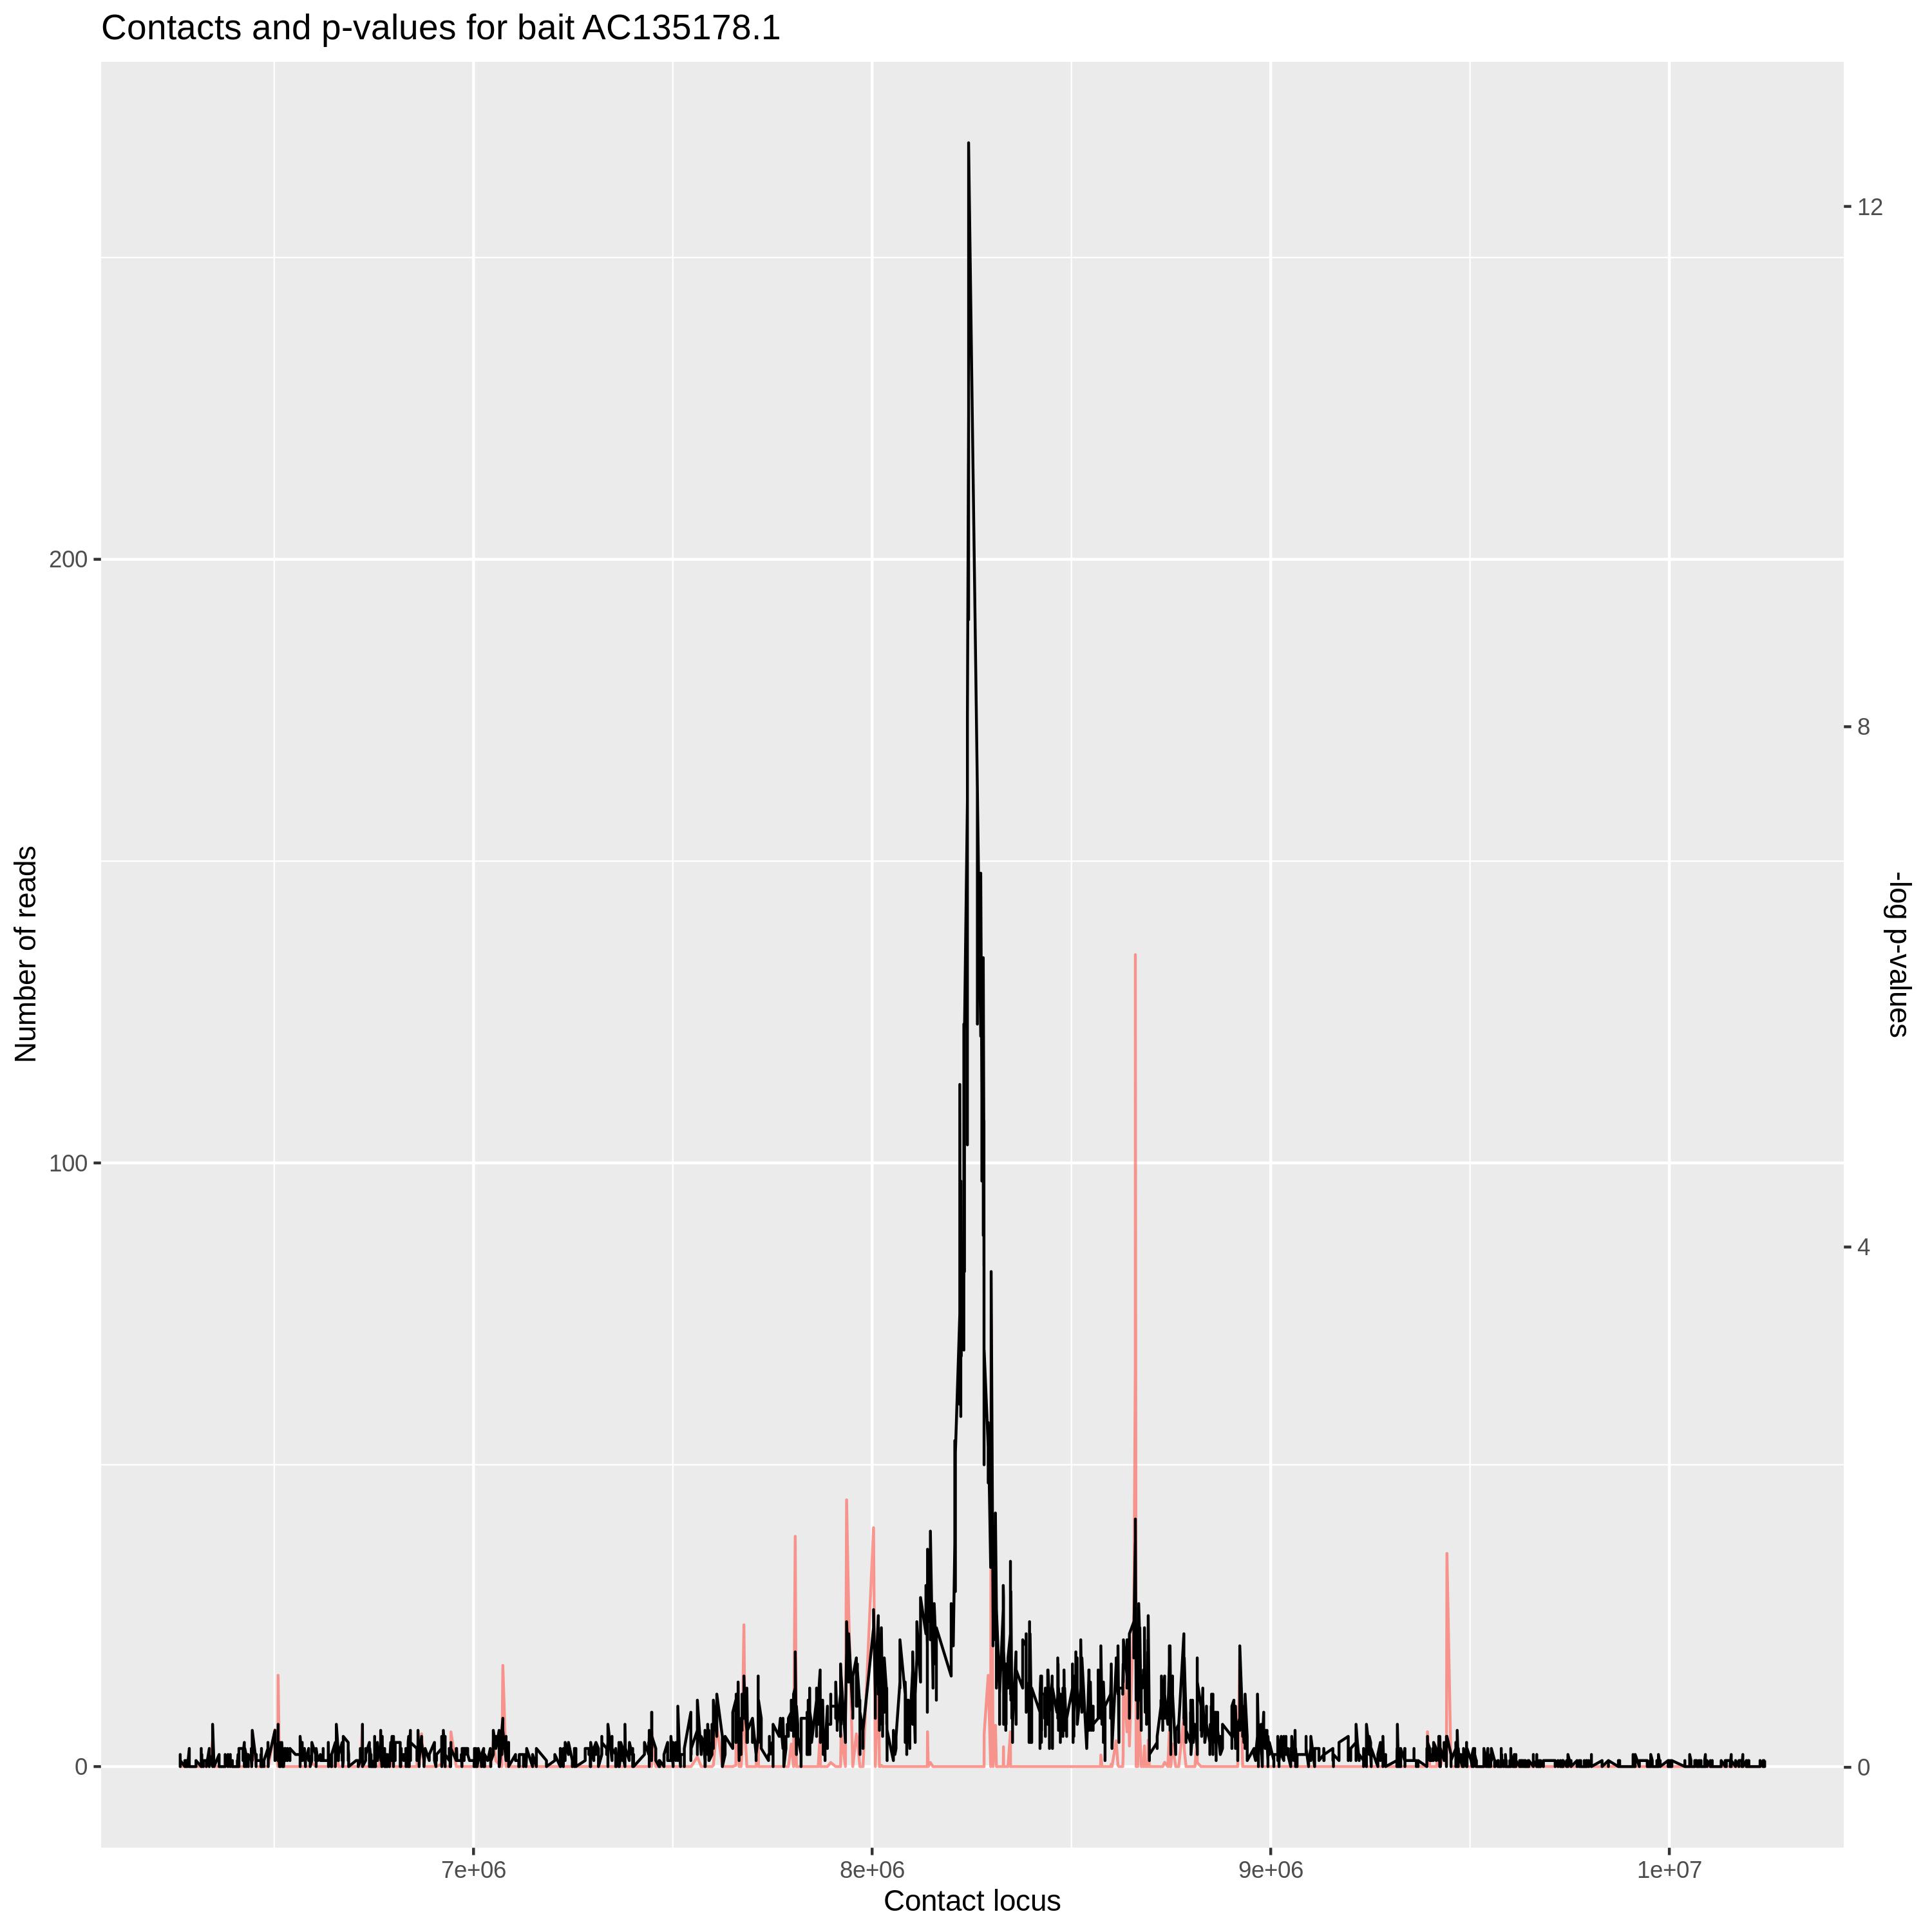 Contacts and p-values for bait AC135178.1
Number of reads
200
100
0
12
8
4
0
-log p-values
7e+06
8e+06
9e+06
1e+07
Contact locus